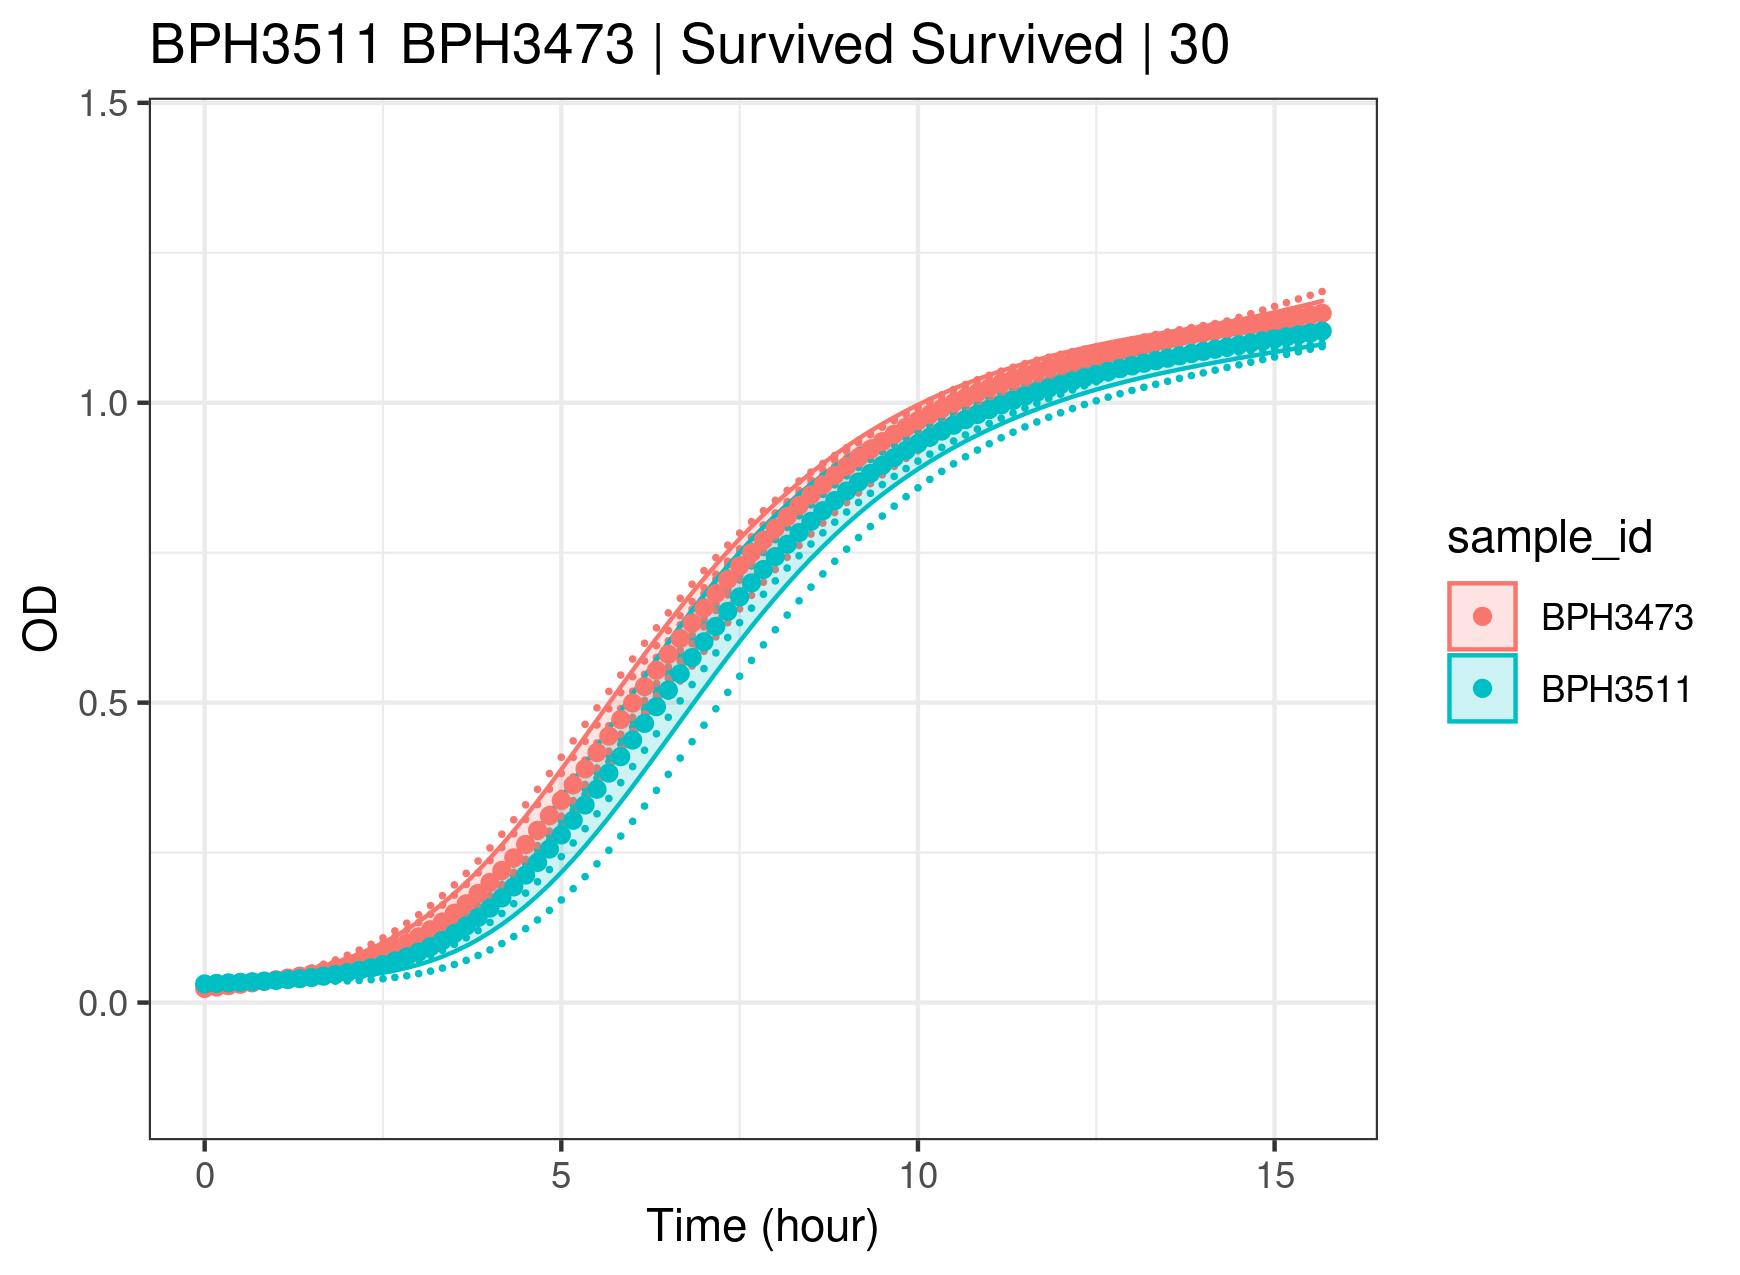 BPH3511 BPH3473 | Survived Survived | 30
1.5
1.0
0.5
0.0
OD
0 5 10 15
Time (hour)
sample_id
BPH3473
BPH3511